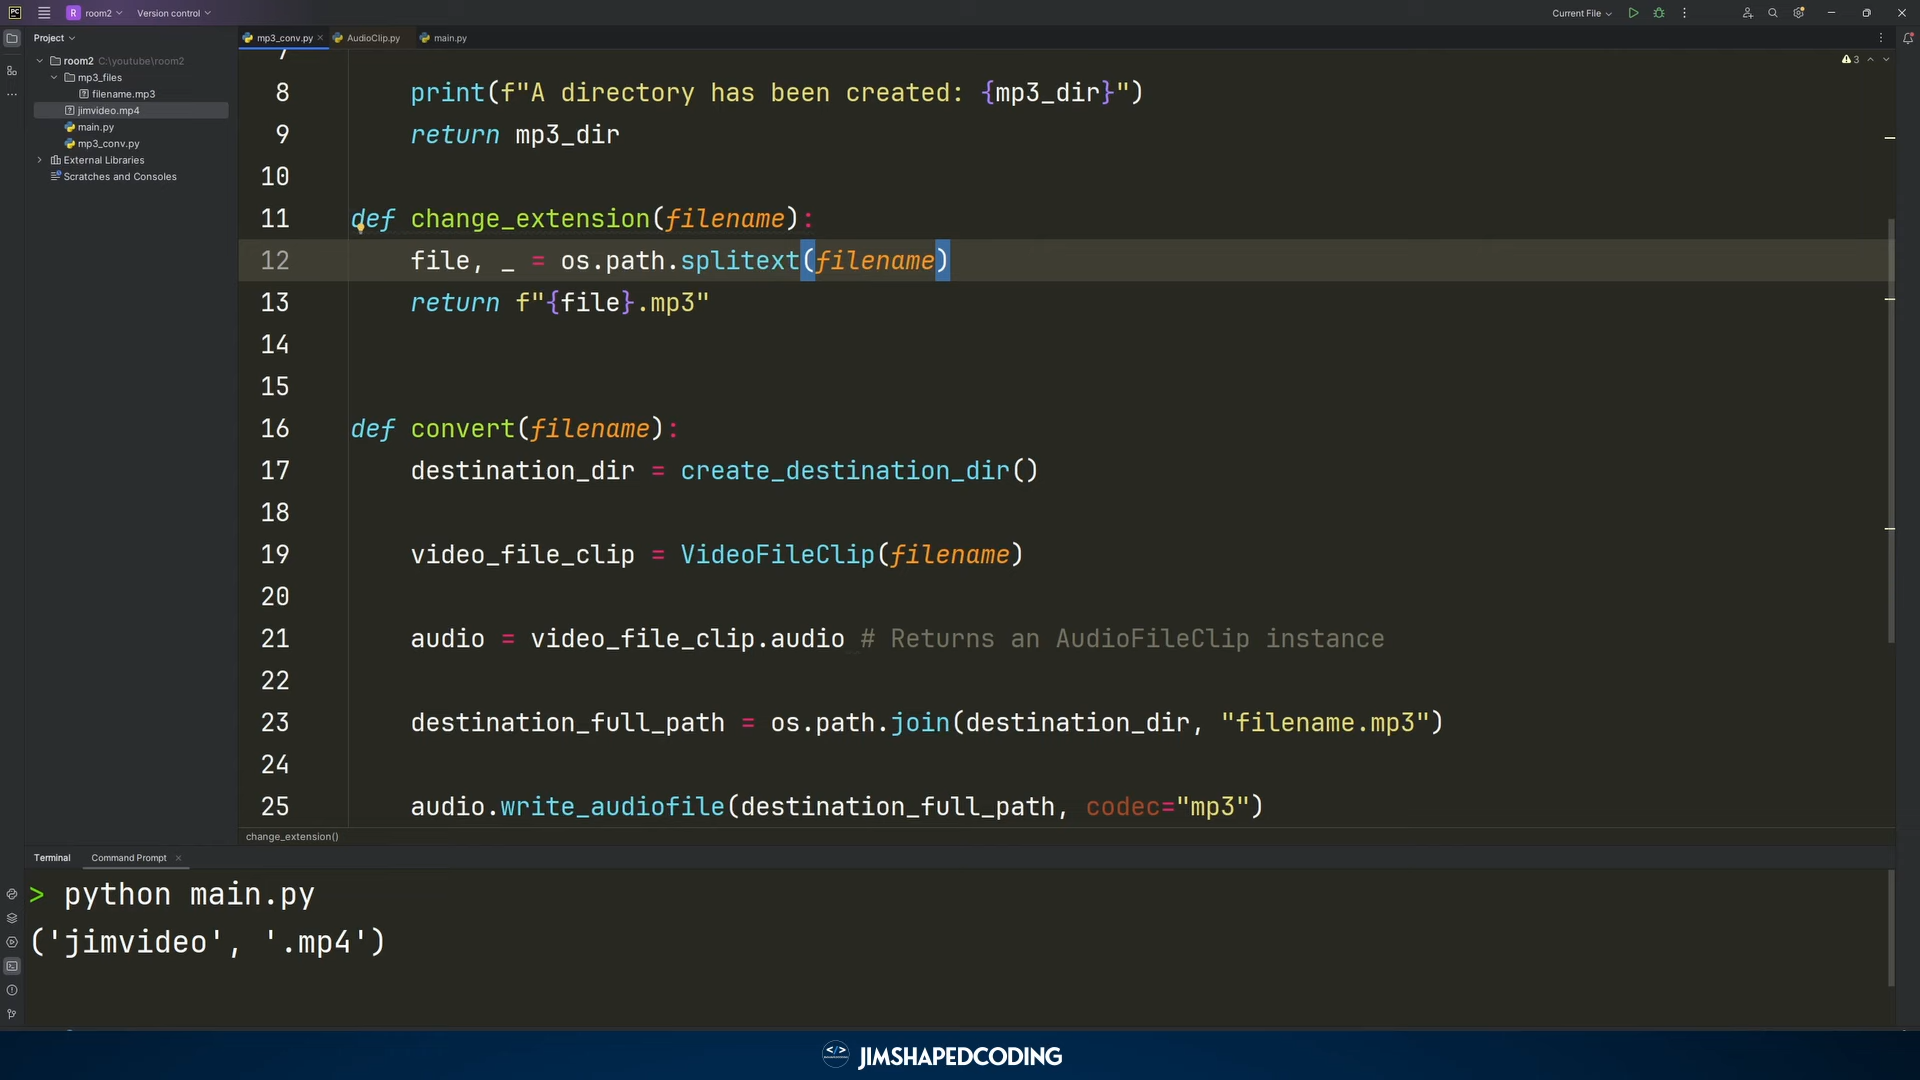 R room2 Version control Current File
Project mp3_conv.py AudioClip.py main.py
room2 C:\youtube\room2
mp3_files
filename.mp3
jimvideo.mp4
main.py
mp3_conv.py
External Libraries
Scratches and Consoles
3
7
8 print(f"A directory has been created: {mp3_dir}")
9 return mp3_dir
10
11 def change_extension(filename):
12 file, _ = os.path.splitext(filename)
13 return f"{file}.mp3"
14
15
16 def convert(filename):
17 destination_dir = create_destination_dir()
18
19 video_file_clip = VideoFileClip(filename)
20
21 audio = video_file_clip.audio # Returns an AudioFileClip instance
22
23 destination_full_path = os.path.join(destination_dir, "filename.mp3")
24
25 audio.write_audiofile(destination_full_path, codec="mp3")
change_extension()
Terminal Command Prompt
> python main.py
('jimvideo', '.mp4')
</> JIMSHAPEDCODING